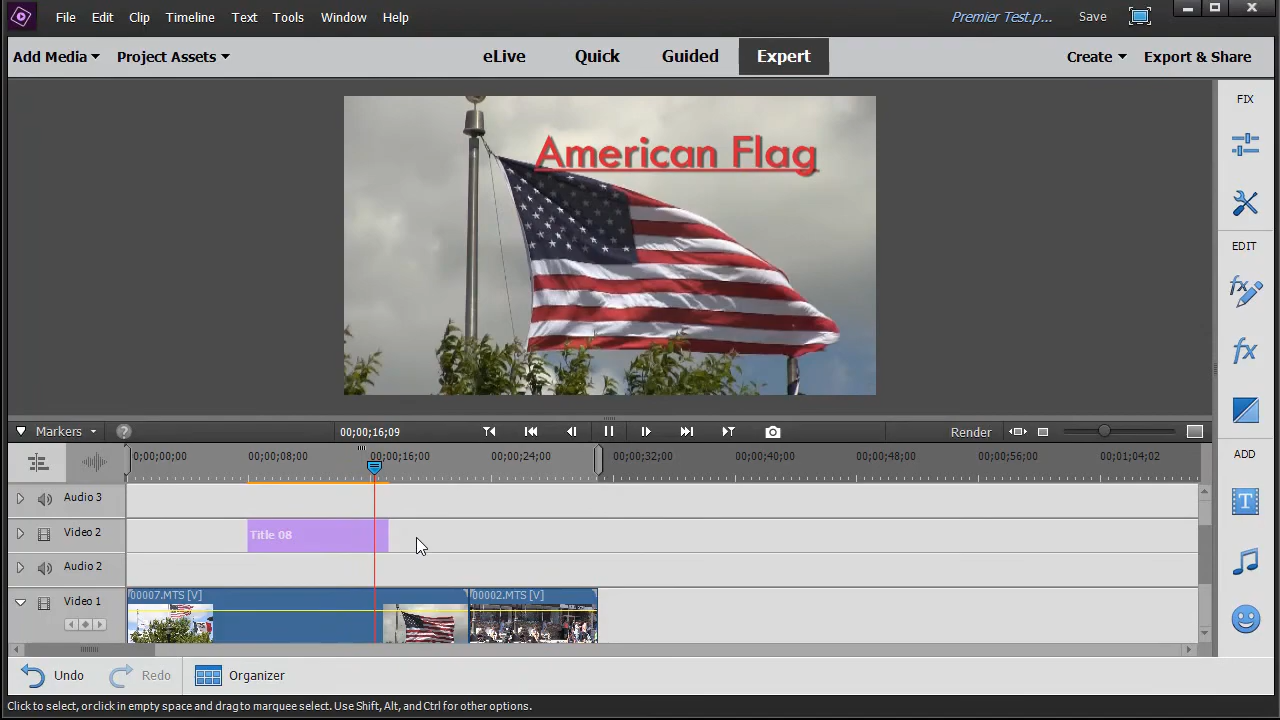 File Edit Clip Timeline Text Tools Window Help Premier Test.p... Save
Add Media Project Assets eLive Quick Guided Expert Create Export & Share
FIX
American Flag
EDIT
Markers ? 00;00;16;09 Render
0;00;00;00 00;00;08;00 00;00;16;00 00;00;24;00 00;00;32;00 00;00;40;00 00;00;48;00 00;00;56;00 00;01;04;02
ADD
Audio 3
Video 2 Title 08
Audio 2
Video 1 00007.MTS [V] 00002.MTS [V]
Undo Redo Organizer
Click to select, orclick in empty space and drag to marquee select. Use Shift, Alt, and Ctrl for other options.